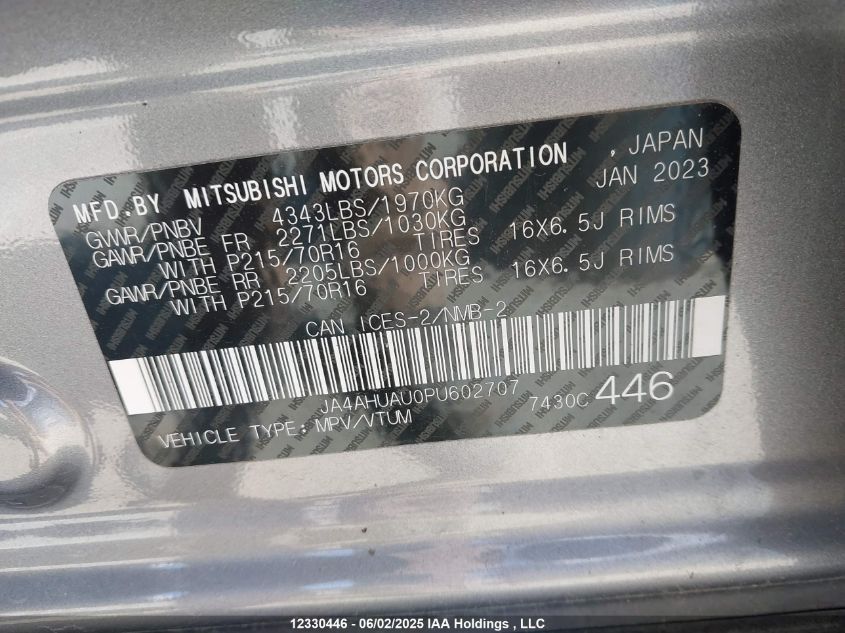 MFD.BY MITSUBISHI MOTORS CORPORATION , JAPAN
JAN 2023
GVWR/PNBV 4343LBS/1970KG
GAWR/PNBE FR 2271LBS/1030KG
WITH P215/70R16 TIRES 16X6.5J RIMS
GAWR/PNBE RR 2205LBS/1000KG
WITH P215/70R16 TIRES 16X6.5J RIMS
CAN ICES-2/NMB-2
JA4AHUAU0PU602707
7430C 446
VEHICLE TYPE:MPV/VTUM
12330446 - 06/02/2025 IAA Holdings , LLC